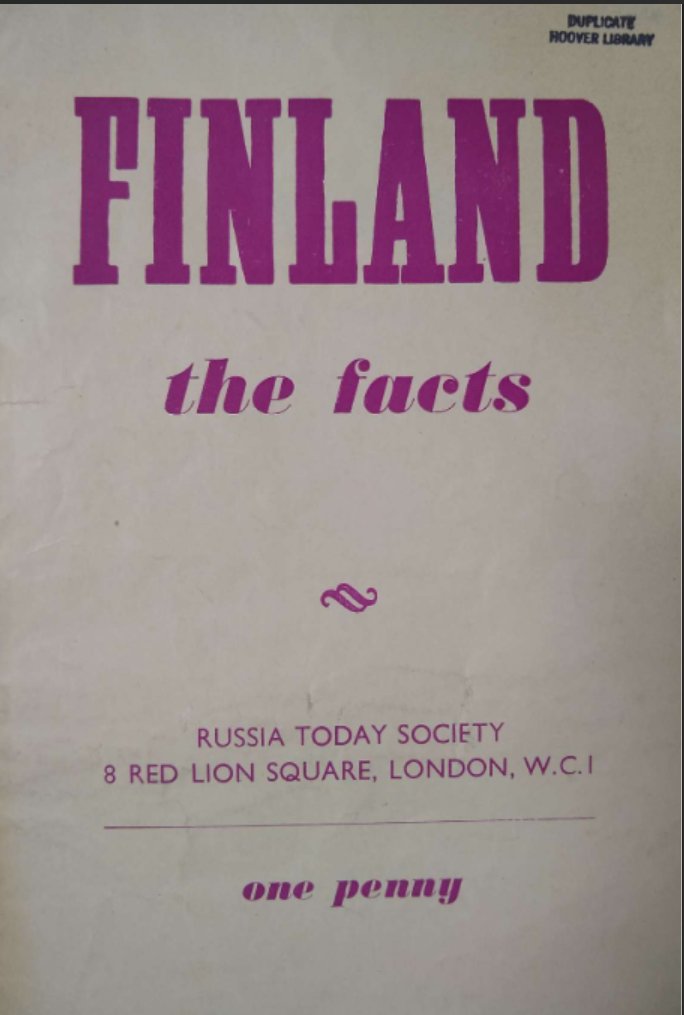 DUPLICATE
HOOVER LIBRARY
FINLAND
the facts
RUSSIA TODAY SOCIETY
8 RED LION SQUARE, LONDON, W.C.1
one penny